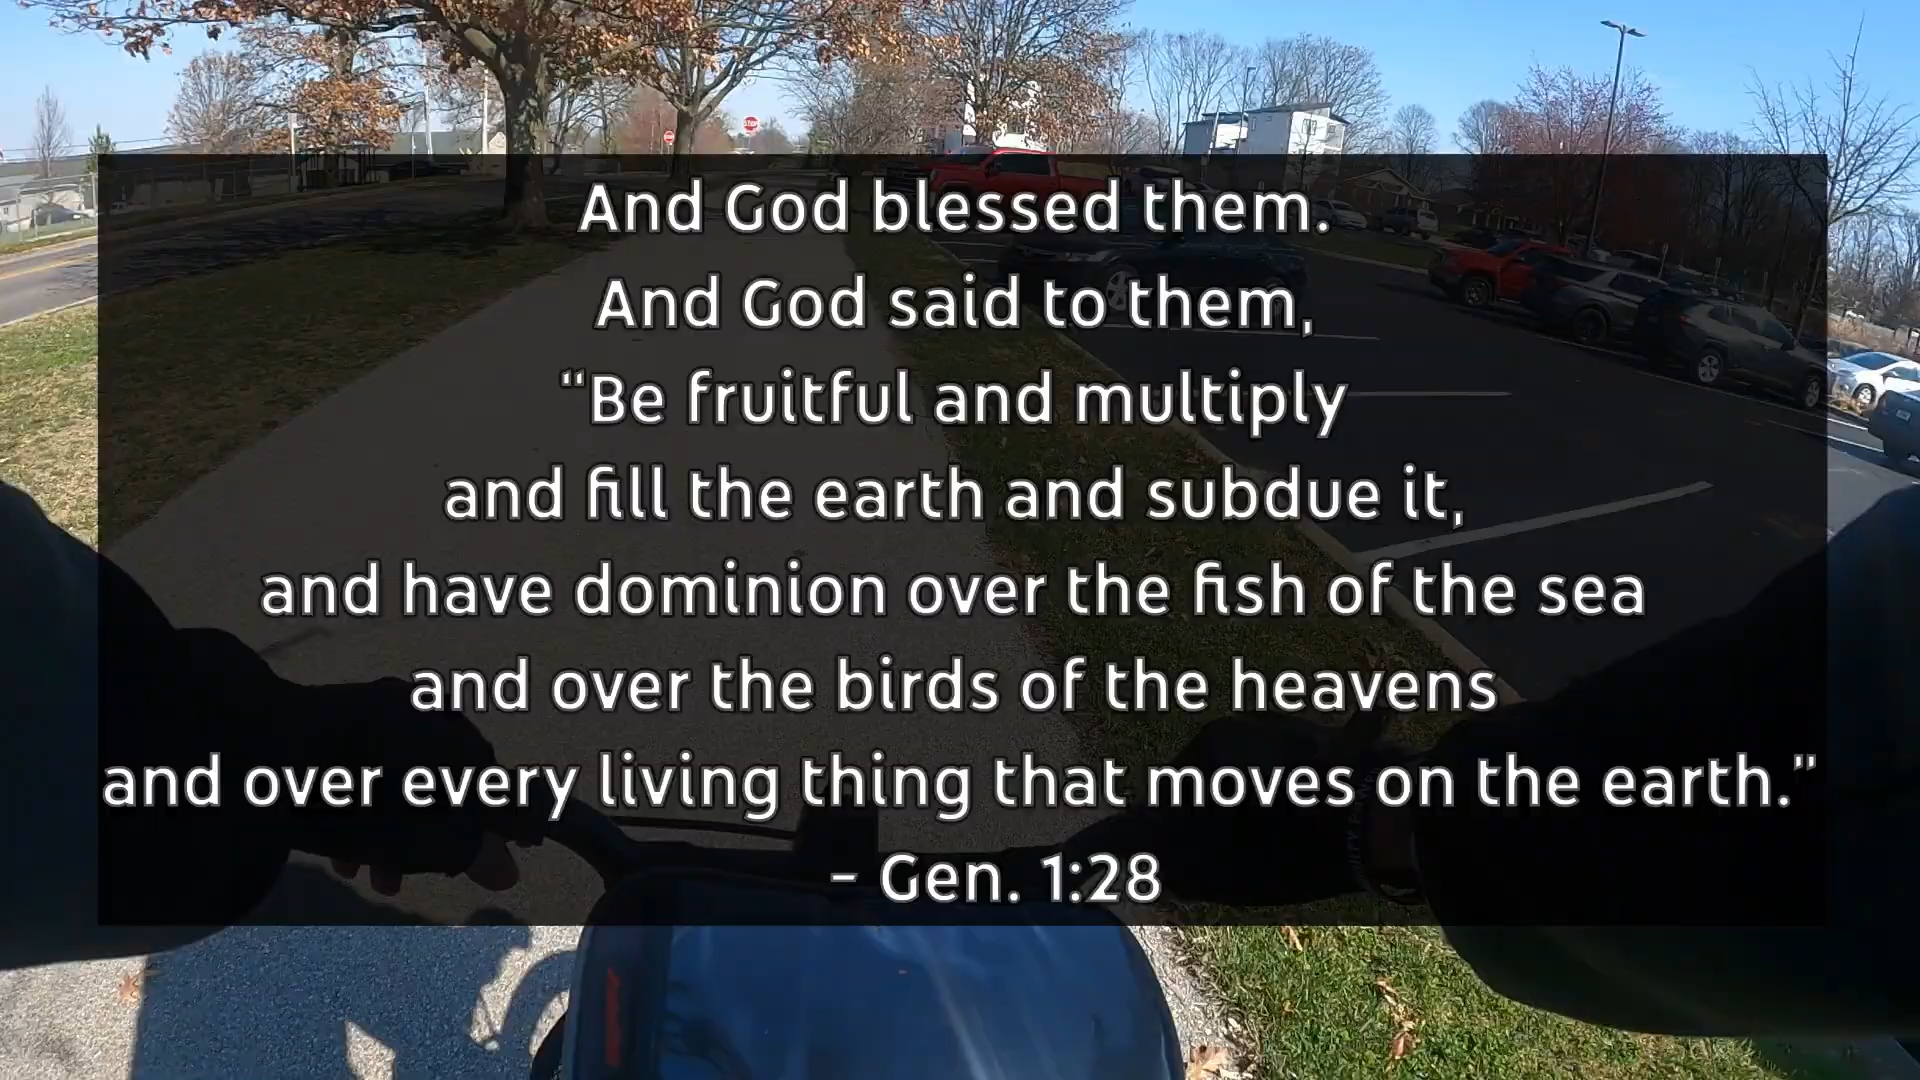 And God blessed them.
And God said to them,
“Be fruitful and multiply
and fill the earth and subdue it,
and have dominion over the fish of the sea
and over the birds of the heavens
and over every living thing that moves on the earth.”
- Gen. 1:28